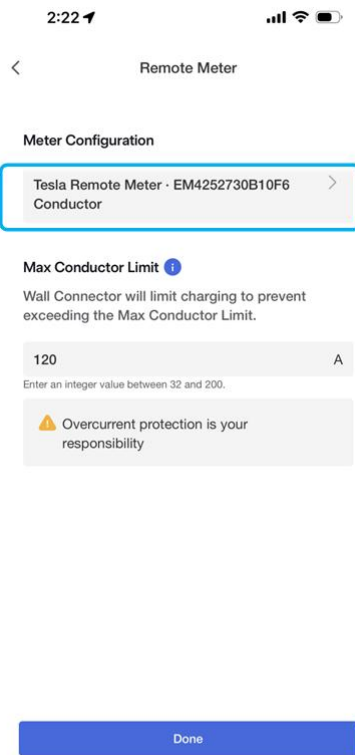 2:22
Remote Meter
Meter Configuration
Tesla Remote Meter · EM4252730B10F6
Conductor
Max Conductor Limit
Wall Connector will limit charging to prevent
exceeding the Max Conductor Limit.
120 A
Enter an integer value between 32 and 200.
Overcurrent protection is your
responsibility
Done